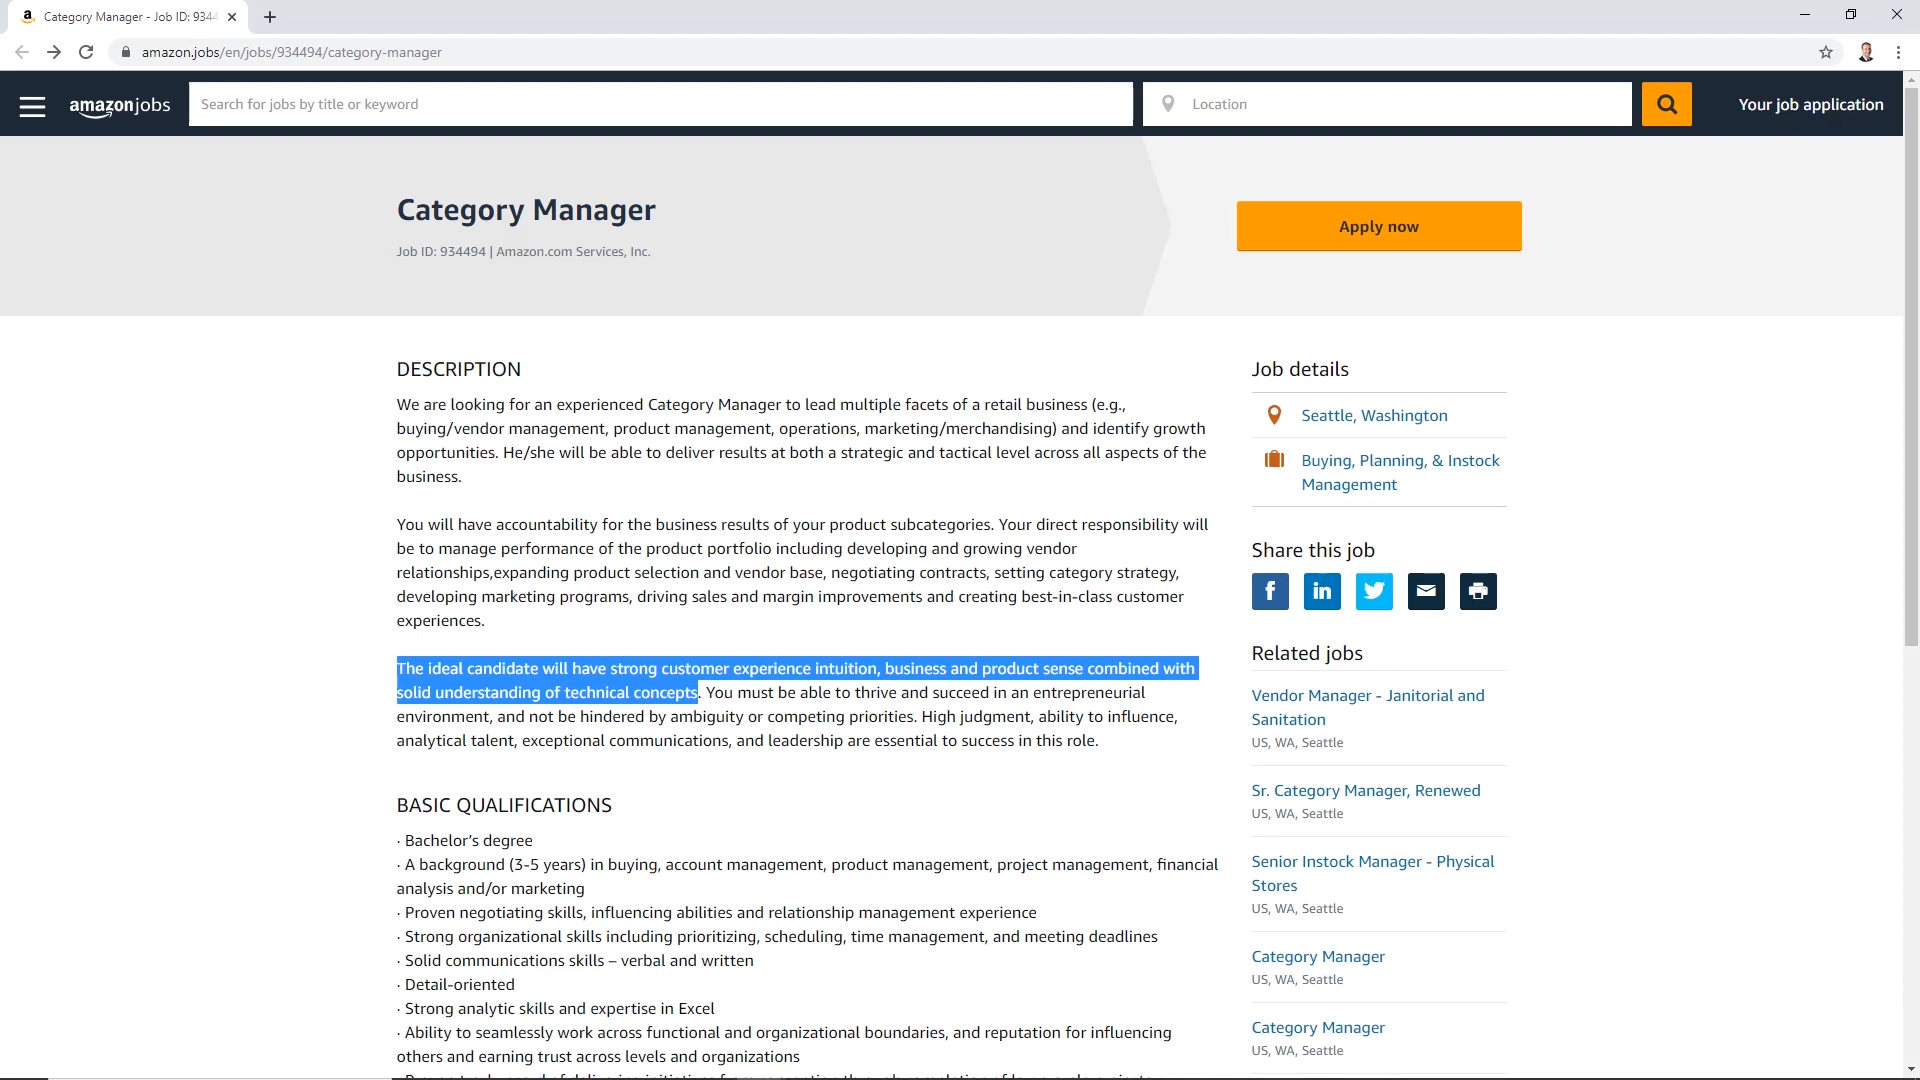 Category Manager - Job ID: 9344
amazon.jobs/en/jobs/934494/category-manager
amazonjobs
Search for jobs by title or keyword
Location
Your job application
Category Manager
Job ID: 934494 | Amazon.com Services, Inc.
Apply now
DESCRIPTION
We are looking for an experienced Category Manager to lead multiple facets of a retail business (e.g.,
buying/vendor management, product management, operations, marketing/merchandising) and identify growth
opportunities. He/she will be able to deliver results at both a strategic and tactical level across all aspects of the
business.
You will have accountability for the business results of your product subcategories. Your direct responsibility will
be to manage performance of the product portfolio including developing and growing vendor
relationships,expanding product selection and vendor base, negotiating contracts, setting category strategy,
developing marketing programs, driving sales and margin improvements and creating best-in-class customer
experiences.
The ideal candidate will have strong customer experience intuition, business and product sense combined with
solid understanding of technical concepts. You must be able to thrive and succeed in an entrepreneurial
environment, and not be hindered by ambiguity or competing priorities. High judgment, ability to influence,
analytical talent, exceptional communications, and leadership are essential to success in this role.
BASIC QUALIFICATIONS
· Bachelor’s degree
· A background (3-5 years) in buying, account management, product management, project management, financial
analysis and/or marketing
· Proven negotiating skills, influencing abilities and relationship management experience
· Strong organizational skills including prioritizing, scheduling, time management, and meeting deadlines
· Solid communications skills – verbal and written
· Detail-oriented
· Strong analytic skills and expertise in Excel
· Ability to seamlessly work across functional and organizational boundaries, and reputation for influencing
others and earning trust across levels and organizations
Job details
Seattle, Washington
Buying, Planning, & Instock
Management
Share this job
Related jobs
Vendor Manager - Janitorial and
Sanitation
US, WA, Seattle
Sr. Category Manager, Renewed
US, WA, Seattle
Senior Instock Manager - Physical
Stores
US, WA, Seattle
Category Manager
US, WA, Seattle
Category Manager
US, WA, Seattle